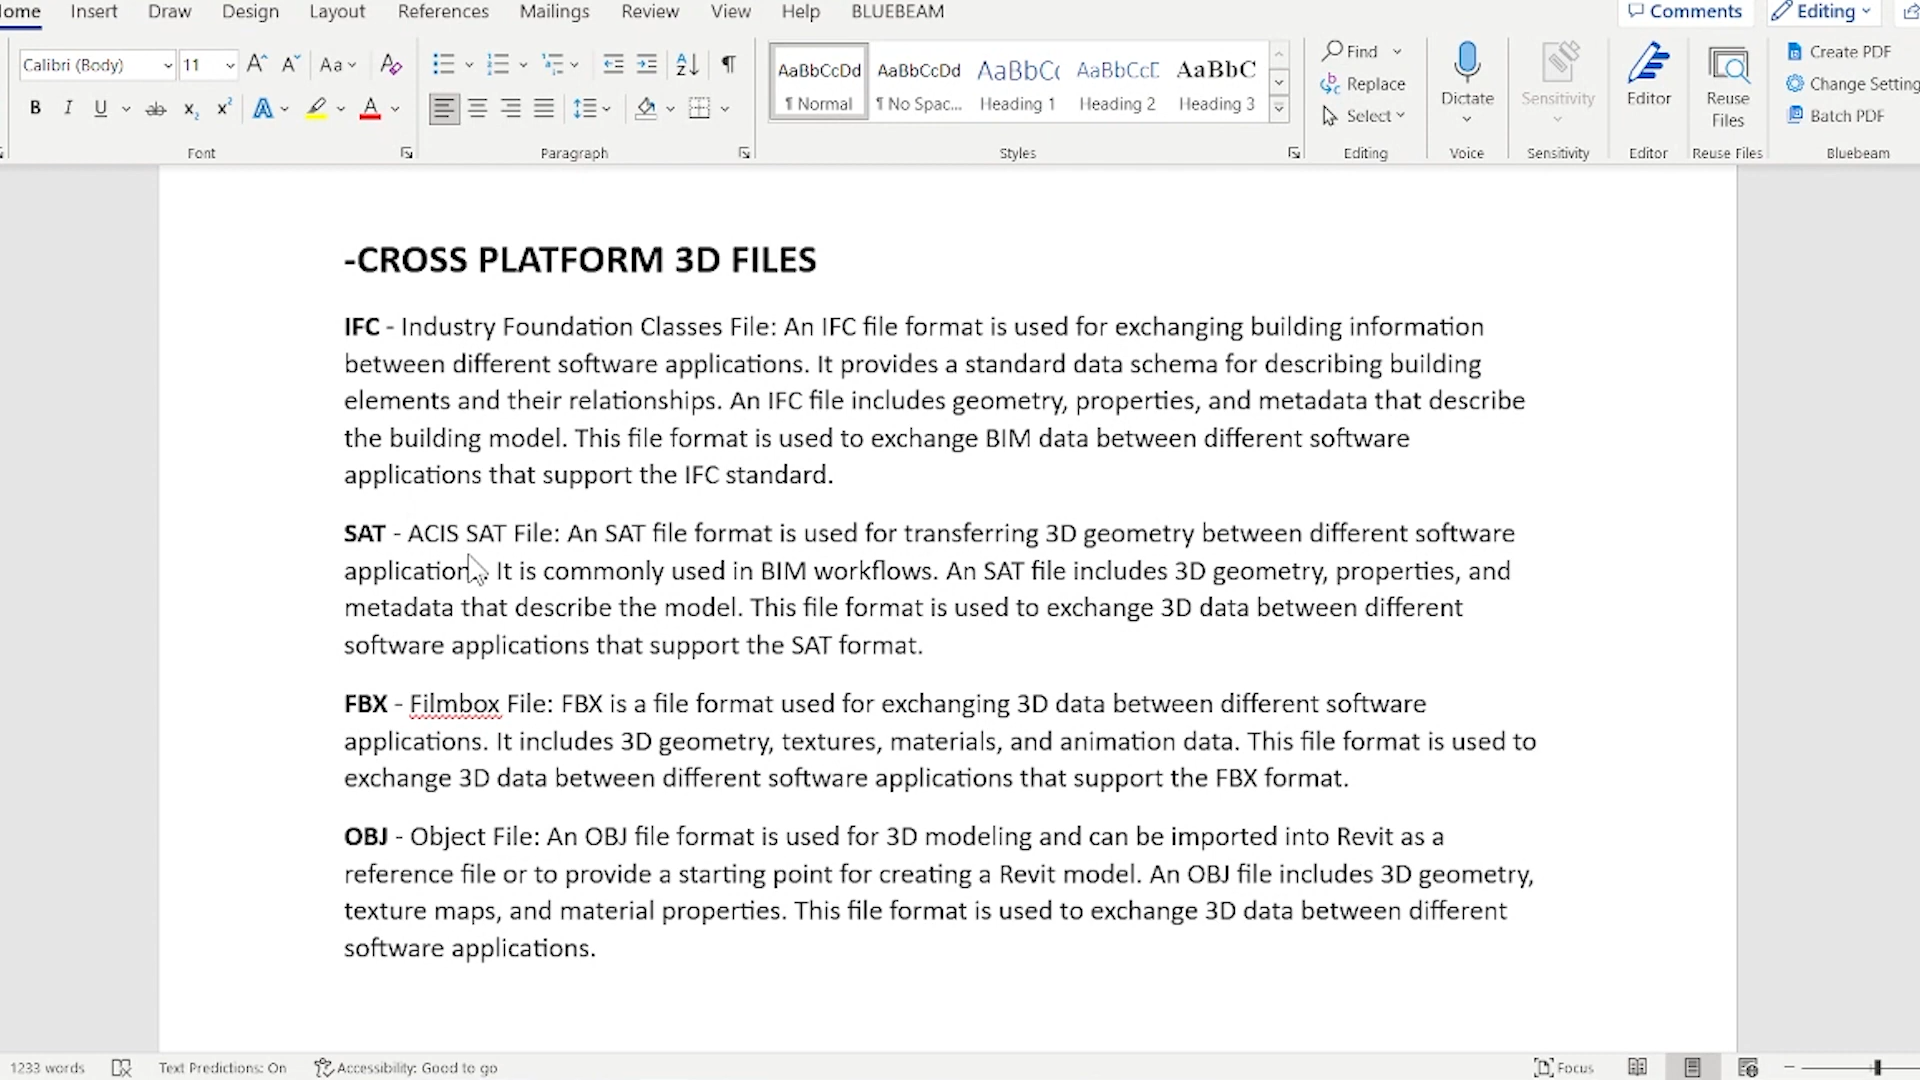 Insert Draw Design Layout References Mailings Review View Help BLUEBEAM Comments Editing
Calibri (Body) 11 Aa
AaBbCcDd AaBbCcDd AaBbC AaBbCcD AaBbC
¶ Normal ¶ No Spac... Heading 1 Heading 2 Heading 3
Find
Replace
Select
Dictate Sensitivity Editor Reuse Files
Create PDF
Batch PDF
Font Paragraph Styles Editing Voice Sensitivity Editor Reuse Files Bluebeam
-CROSS PLATFORM 3D FILES
IFC - Industry Foundation Classes File: An IFC file format is used for exchanging building information
between different software applications. It provides a standard data schema for describing building
elements and their relationships. An IFC file includes geometry, properties, and metadata that describe
the building model. This file format is used to exchange BIM data between different software
applications that support the IFC standard.
SAT - ACIS SAT File: An SAT file format is used for transferring 3D geometry between different software
applications. It is commonly used in BIM workflows. An SAT file includes 3D geometry, properties, and
metadata that describe the model. This file format is used to exchange 3D data between different
software applications that support the SAT format.
FBX - Filmbox File: FBX is a file format used for exchanging 3D data between different software
applications. It includes 3D geometry, textures, materials, and animation data. This file format is used to
exchange 3D data between different software applications that support the FBX format.
OBJ - Object File: An OBJ file format is used for 3D modeling and can be imported into Revit as a
reference file or to provide a starting point for creating a Revit model. An OBJ file includes 3D geometry,
texture maps, and material properties. This file format is used to exchange 3D data between different
software applications.
1233 words Text Predictions: On Accessibility: Good to go Focus